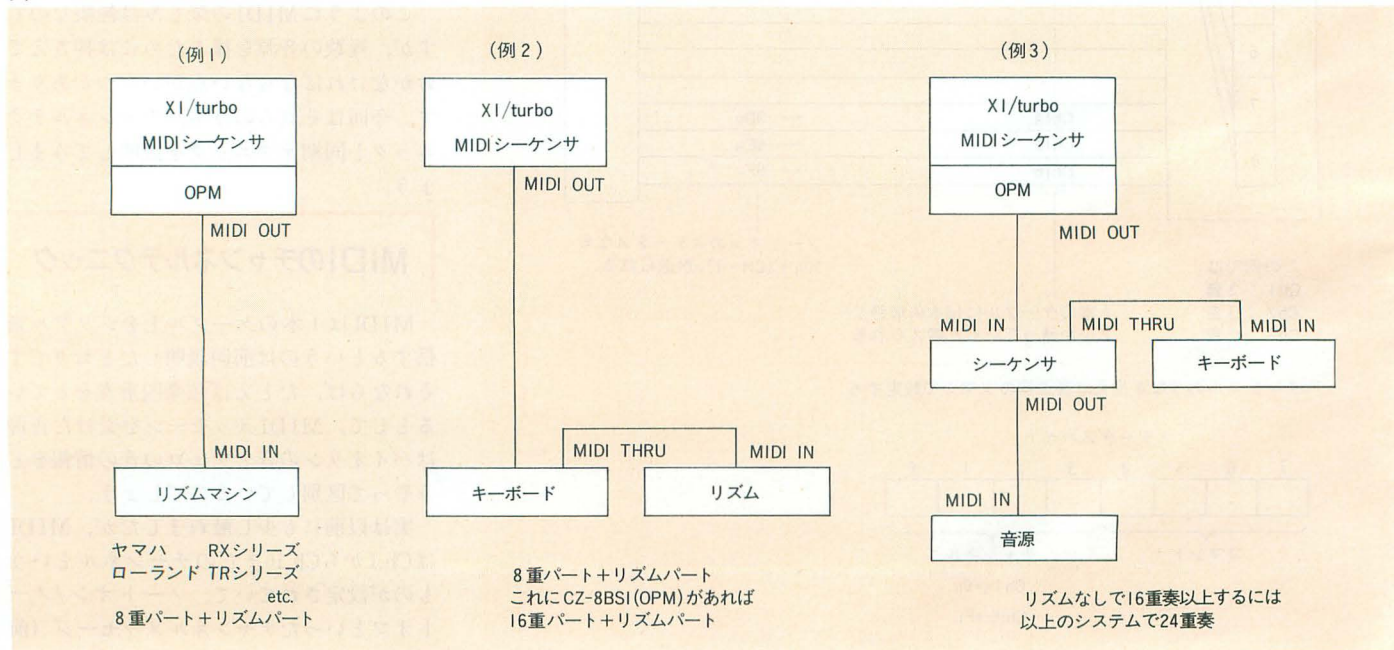 (例1)
X1/turbo
MIDIシーケンサ
OPM
MIDI OUT
MIDI IN
リズムマシン
ヤマハ RXシリーズ
ローランド TRシリーズ
etc.
8重パート＋リズムパート
(例2)
X1/turbo
MIDIシーケンサ
MIDI OUT
MIDI THRU
MIDI IN
キーボード
リズム
8重パート＋リズムパート
これにCZ-8BS1(OPM)があれば
16重パート＋リズムパート
(例3)
X1/turbo
MIDIシーケンサ
OPM
MIDI OUT
MIDI IN
MIDI THRU
MIDI IN
シーケンサ
キーボード
MIDI OUT
MIDI IN
音源
リズムなしで16重奏以上するには
以上のシステムで24重奏